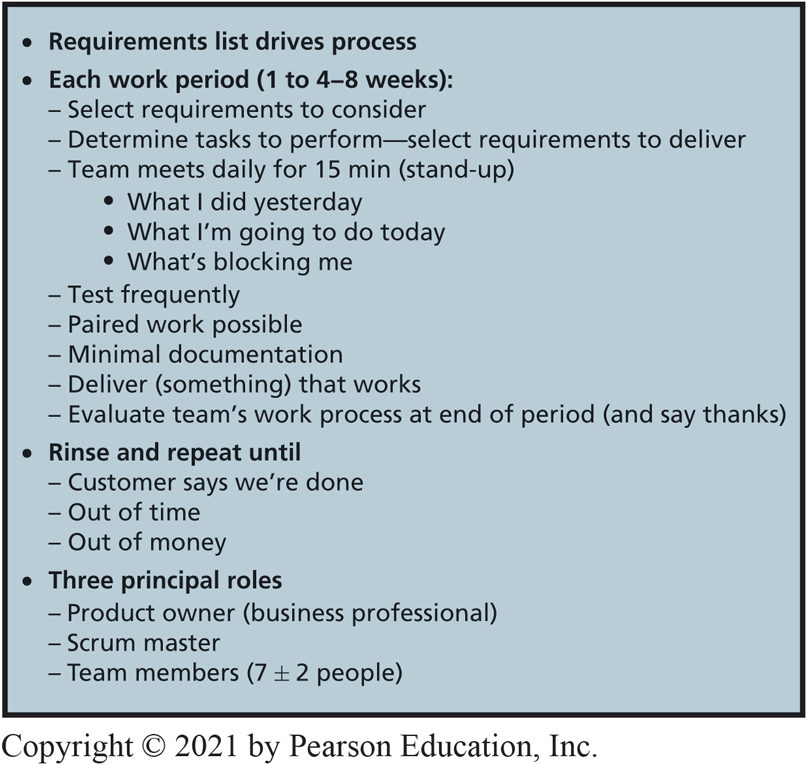 • Requirements list drives process
• Each work period (1 to 4–8 weeks):
– Select requirements to consider
– Determine tasks to perform—select requirements to deliver
– Team meets daily for 15 min (stand-up)
• What I did yesterday
• What I’m going to do today
• What’s blocking me
– Test frequently
– Paired work possible
– Minimal documentation
– Deliver (something) that works
– Evaluate team’s work process at end of period (and say thanks)
• Rinse and repeat until
– Customer says we’re done
– Out of time
– Out of money
• Three principal roles
– Product owner (business professional)
– Scrum master
– Team members (7 ± 2 people)
Copyright © 2021 by Pearson Education, Inc.